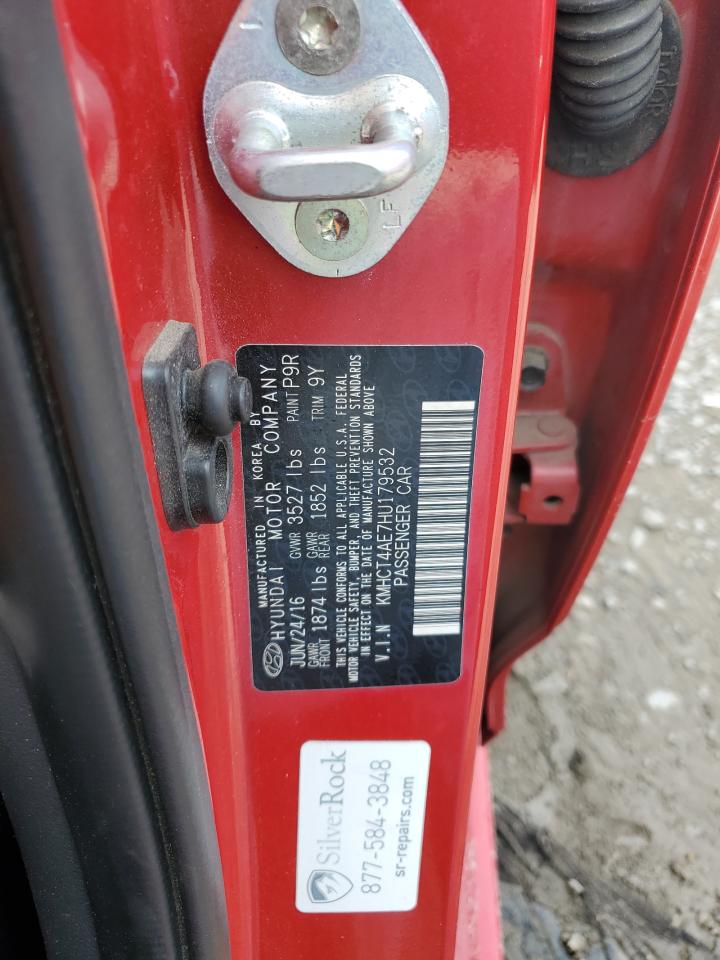 LF
DOOR
MANUFACTURED IN KOREA BY
HYUNDAI MOTOR COMPANY
JUN/24/16 GVWR 3527 lbs PAINT P9R
GAWR FRONT 1874 lbs GAWR REAR 1852 lbs TRIM 9Y
THIS VEHICLE CONFORMS TO ALL APPLICABLE U.S.A. FEDERAL
MOTOR VEHICLE SAFETY, BUMPER, AND THEFT PREVENTION STANDARDS
IN EFFECT ON THE DATE OF MANUFACTURE SHOWN ABOVE
V.I.N KMHCT4AE7HU179532
PASSENGER CAR
SilverRock
877-584-3848
sr-repairs.com